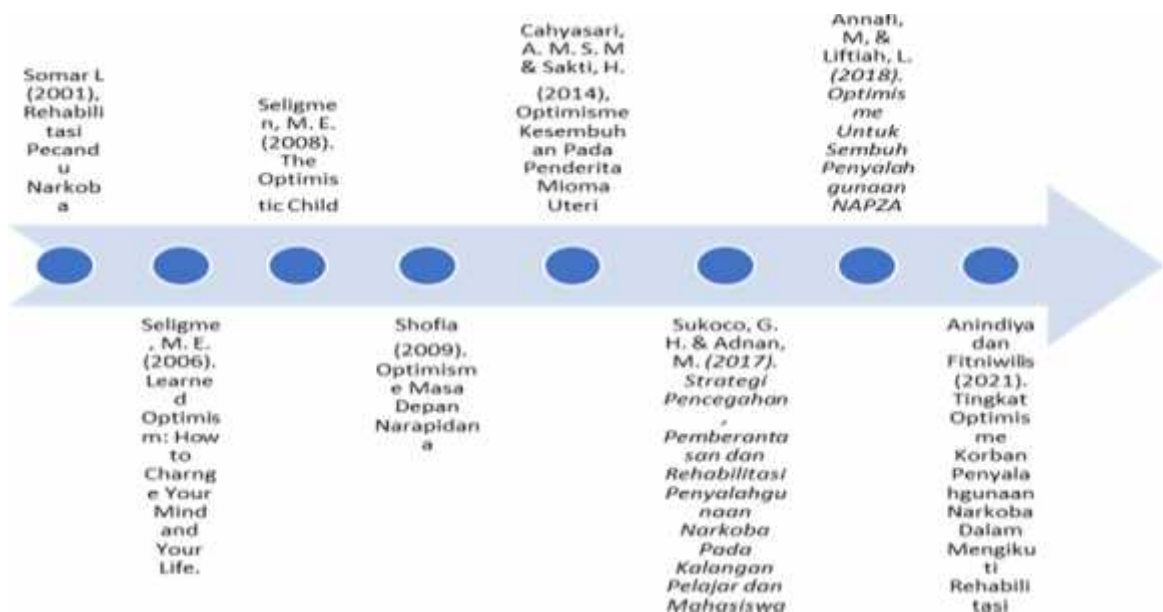 Somar L
(2001),
Rehabili
tasi
Pecand
u
Narkob
a
Seligme
, M. E.
(2006).
Learne
d
Optimis
m: How
to
Charng
e Your
Mind
and
Your
Life.
Seligme
n, M. E.
(2008).
The
Optimis
tic Child
Shofia
(2009).
Optimism
e Masa
Depan
Narapidan
a
Cahyasari,
A. M. S. M
& Sakti, H.
(2014),
Optimisme
Kesembuh
an Pada
Penderita
Mioma
Uteri
Sukoco, G.
H. & Adnan,
M. (2017).
Strategi
Pencegahan
,
Pemberanta
san dan
Rehabilitasi
Penyalahgu
naan
Narkoba
Pada
Kalangan
Pelajar dan
Mahasiswa
Annafi,
M, &
Liftiah, L.
(2018).
Optimis
me
Untuk
Sembuh
Penyalah
gunaan
NAPZA
Anindiya
dan
Fitniwilis
(2021).
Tingkat
Optimis
me
Korban
Penyala
hgunaan
Narkoba
Dalam
Mengiku
ti
Rehabili
tasi